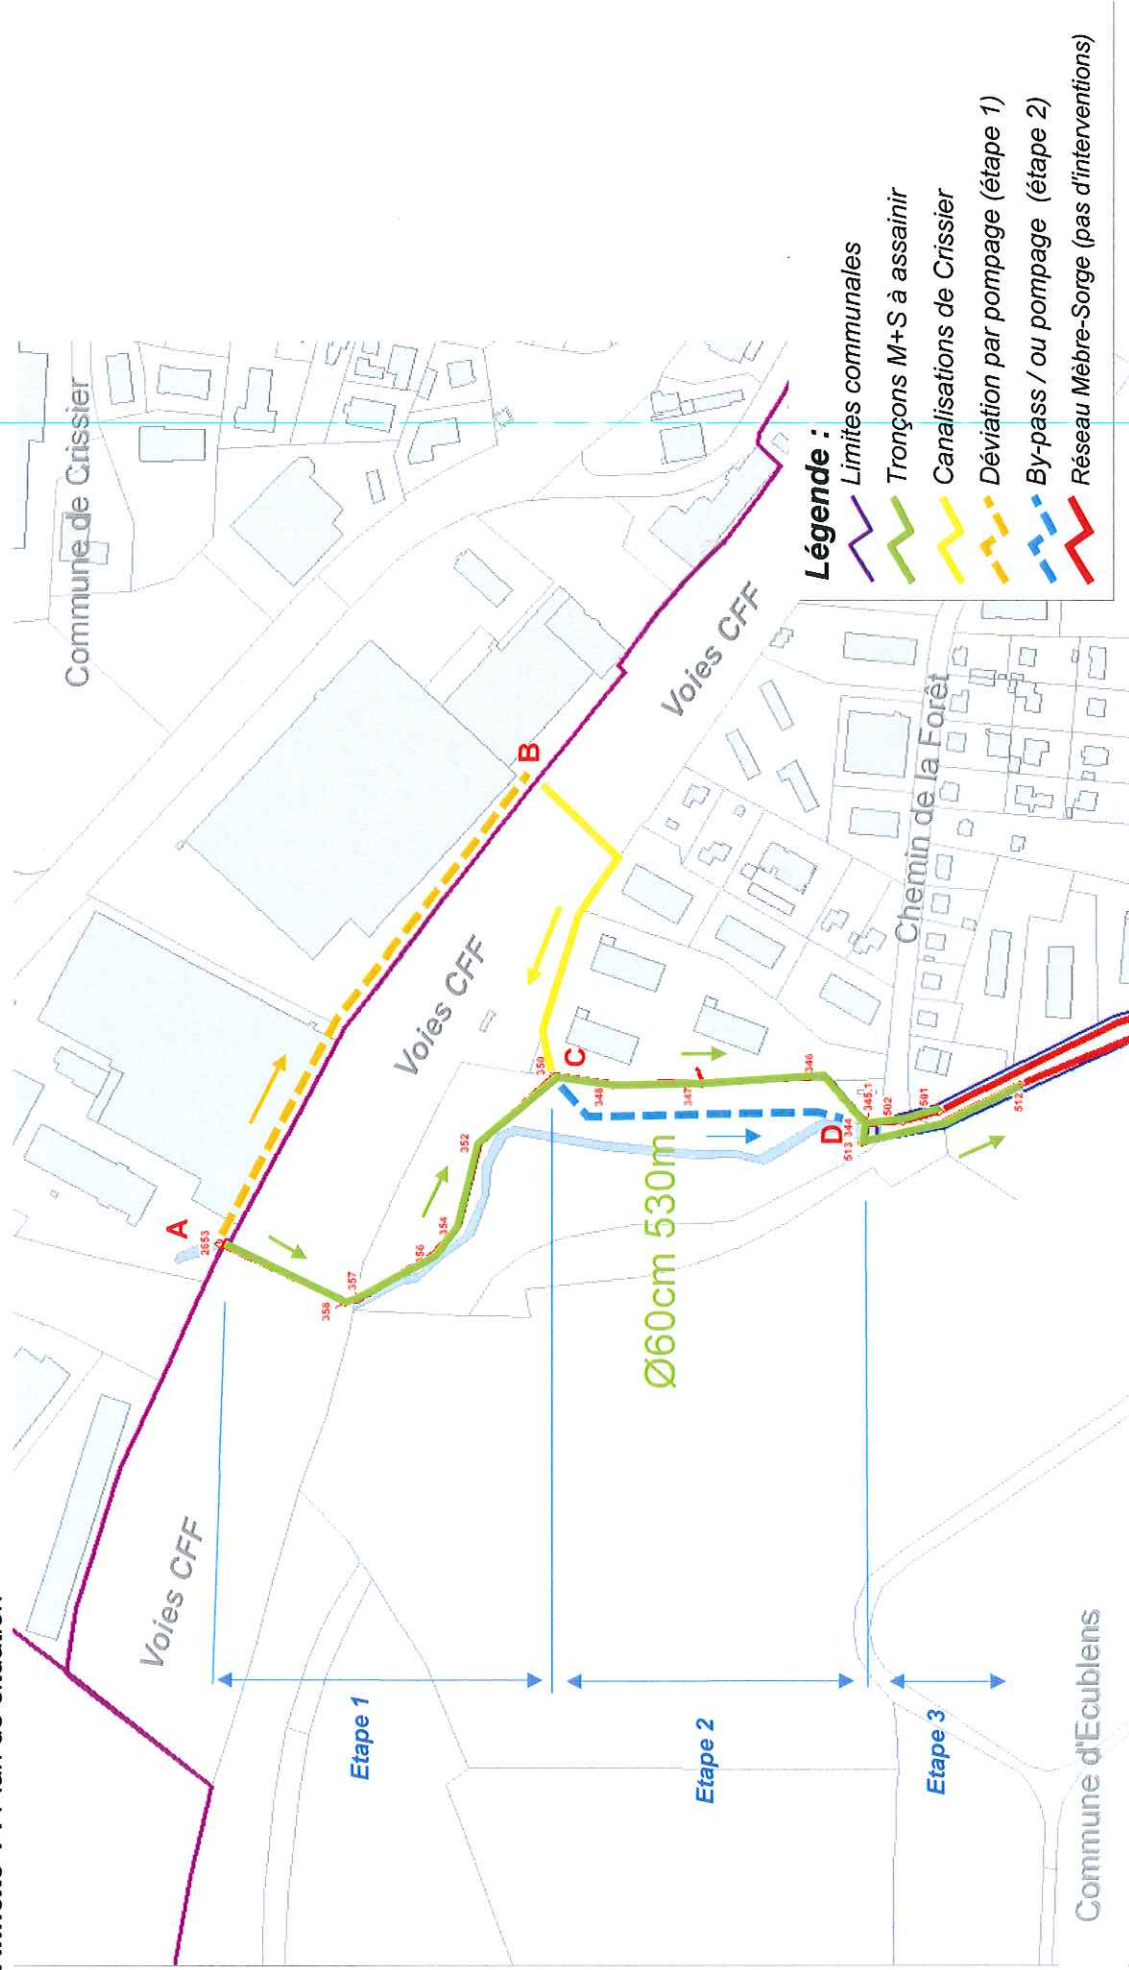 Commune de Crissier
Voies CFF
Voies CFF
Voies CFF
Chemin de la Forêt
Commune d'Ecublens
A
B
C
D
2653
358
357
356
354
352
350
348
347
346
345.1
344
513
502
501
512
Ø60cm 530m
Etape 1
Etape 2
Etape 3
Légende :
Limites communales
Tronçons M+S à assainir
Canalisations de Crissier
Déviation par pompage (étape 1)
By-pass / ou pompage (étape 2)
Réseau Mèbre-Sorge (pas d'interventions)